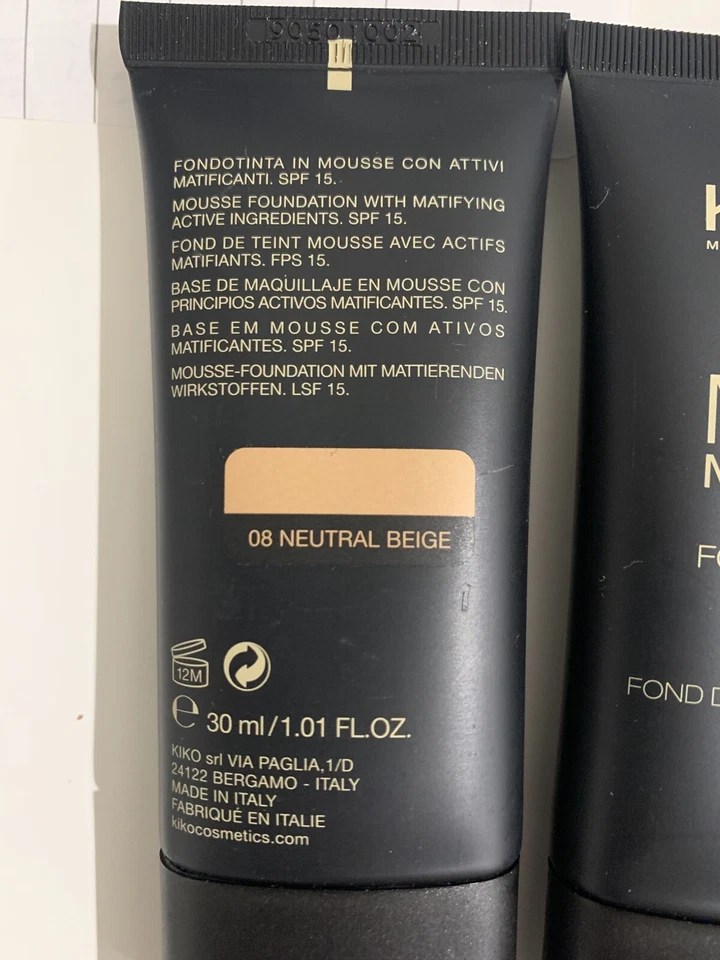 FONDOTINTA IN MOUSSE CON ATTIVI
MATIFICANTI. SPF 15.
MOUSSE FOUNDATION WITH MATIFYING
ACTIVE INGREDIENTS. SPF 15.
FOND DE TEINT MOUSSE AVEC ACTIFS
MATIFIANTS. FPS 15.
BASE DE MAQUILLAJE EN MOUSSE CON
PRINCIPIOS ACTIVOS MATIFICANTES. SPF 15.
BASE EM MOUSSE COM ATIVOS
MATIFICANTES. SPF 15.
MOUSSE-FOUNDATION MIT MATTIERENDEN
WIRKSTOFFEN. LSF 15.
08 NEUTRAL BEIGE
12M
℮ 30 ml/1.01 FL.OZ.
KIKO srl VIA PAGLIA,1/D
24122 BERGAMO - ITALY
MADE IN ITALY
FABRIQUÉ EN ITALIE
kikocosmetics.com
FOND